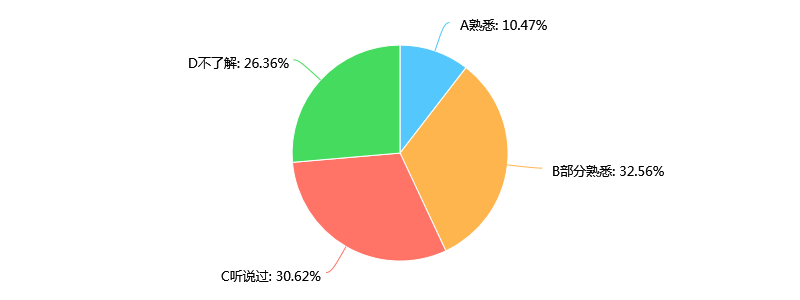 A熟悉: 10.47%
D不了解: 26.36%
B部分熟悉: 32.56%
C听说过: 30.62%